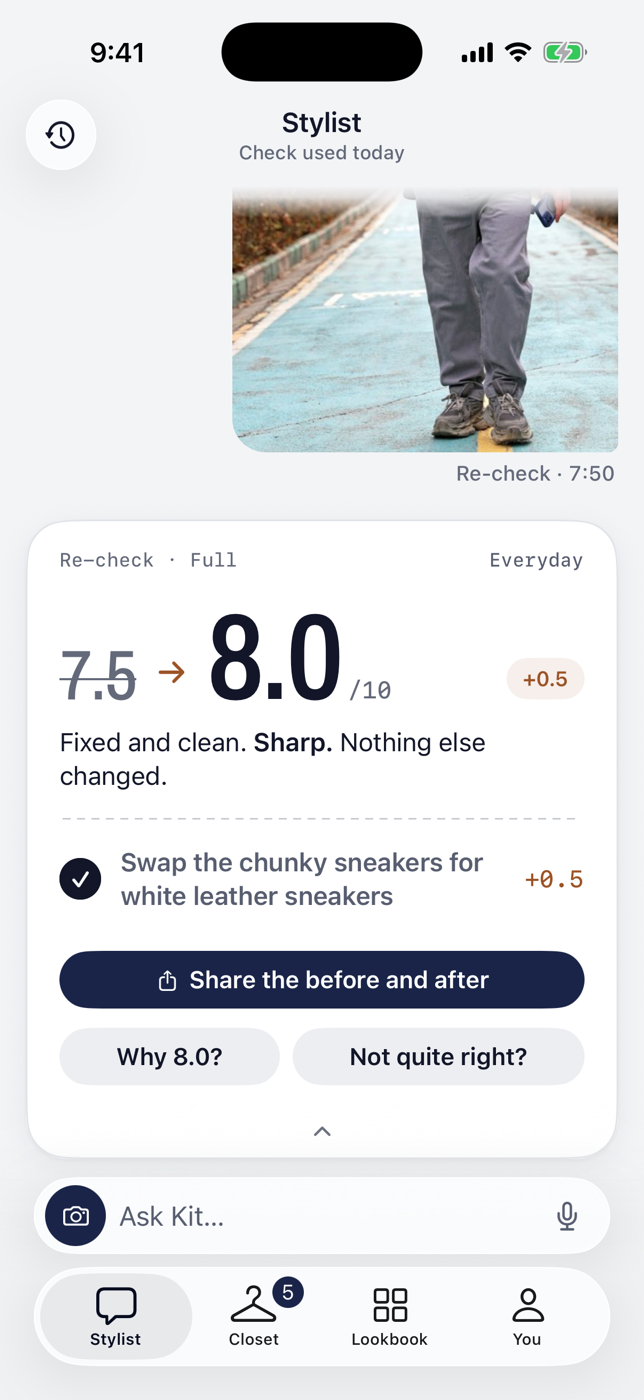 9:41
Stylist
Check used today
Re-check · 7:50
Re-check · Full
Everyday
7.5 → 8.0 /10
+0.5
Fixed and clean. Sharp. Nothing else
changed.
Swap the chunky sneakers for
white leather sneakers
+0.5
Share the before and after
Why 8.0?
Not quite right?
Ask Kit...
5
Stylist
Closet
Lookbook
You